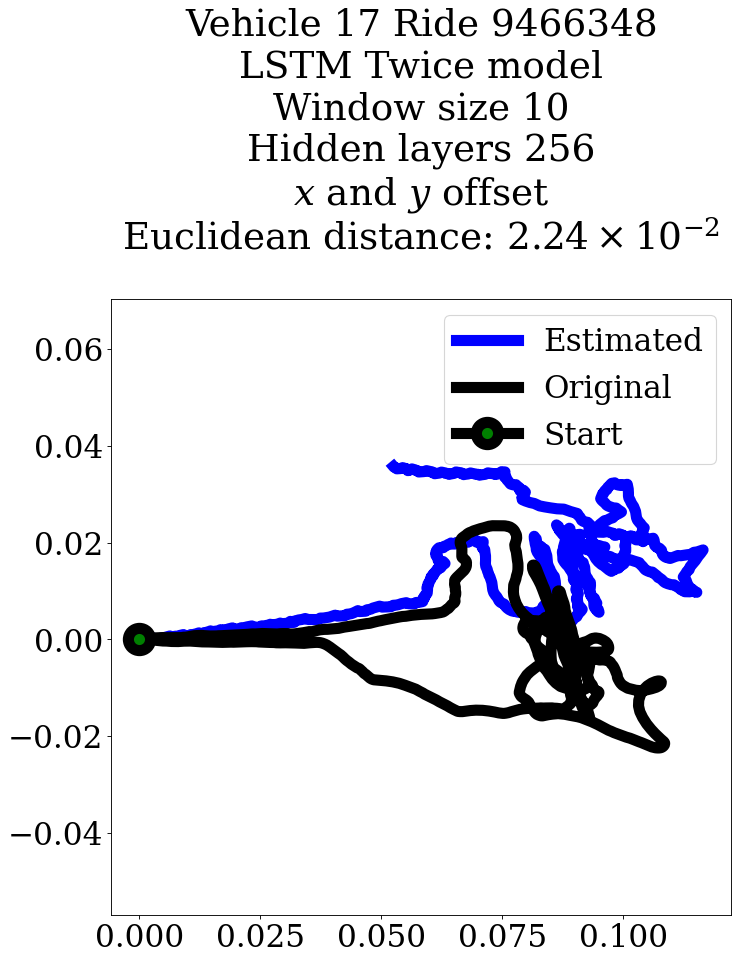 Vehicle 17 Ride 9466348
LSTM Twice model
Window size 10
Hidden layers 256
x and y offset
Euclidean distance: 2.24 × 10⁻²
Estimated
Original
Start
0.06
0.04
0.02
0.00
−0.02
−0.04
0.000 0.025 0.050 0.075 0.100